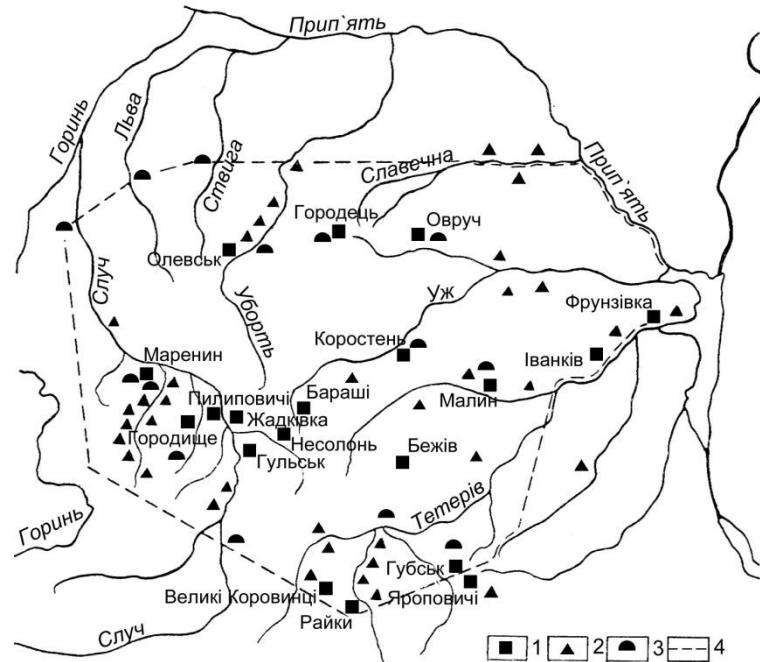 Прип`ять
Горинь
Льва
Ствига
Славечна
Прип`ять
Городець
Овруч
Олевськ
Случ
Уборть
Уж
Фрунзівка
Коростень
Іванків
Маренин
Пилиповичі
Бараші
Малин
Жадківка
Городище
Несолонь
Гульськ
Бежів
Горинь
Тетерів
Губськ
Великі Коровинці
Яроповичі
Райки
Случ
1 2 3 4